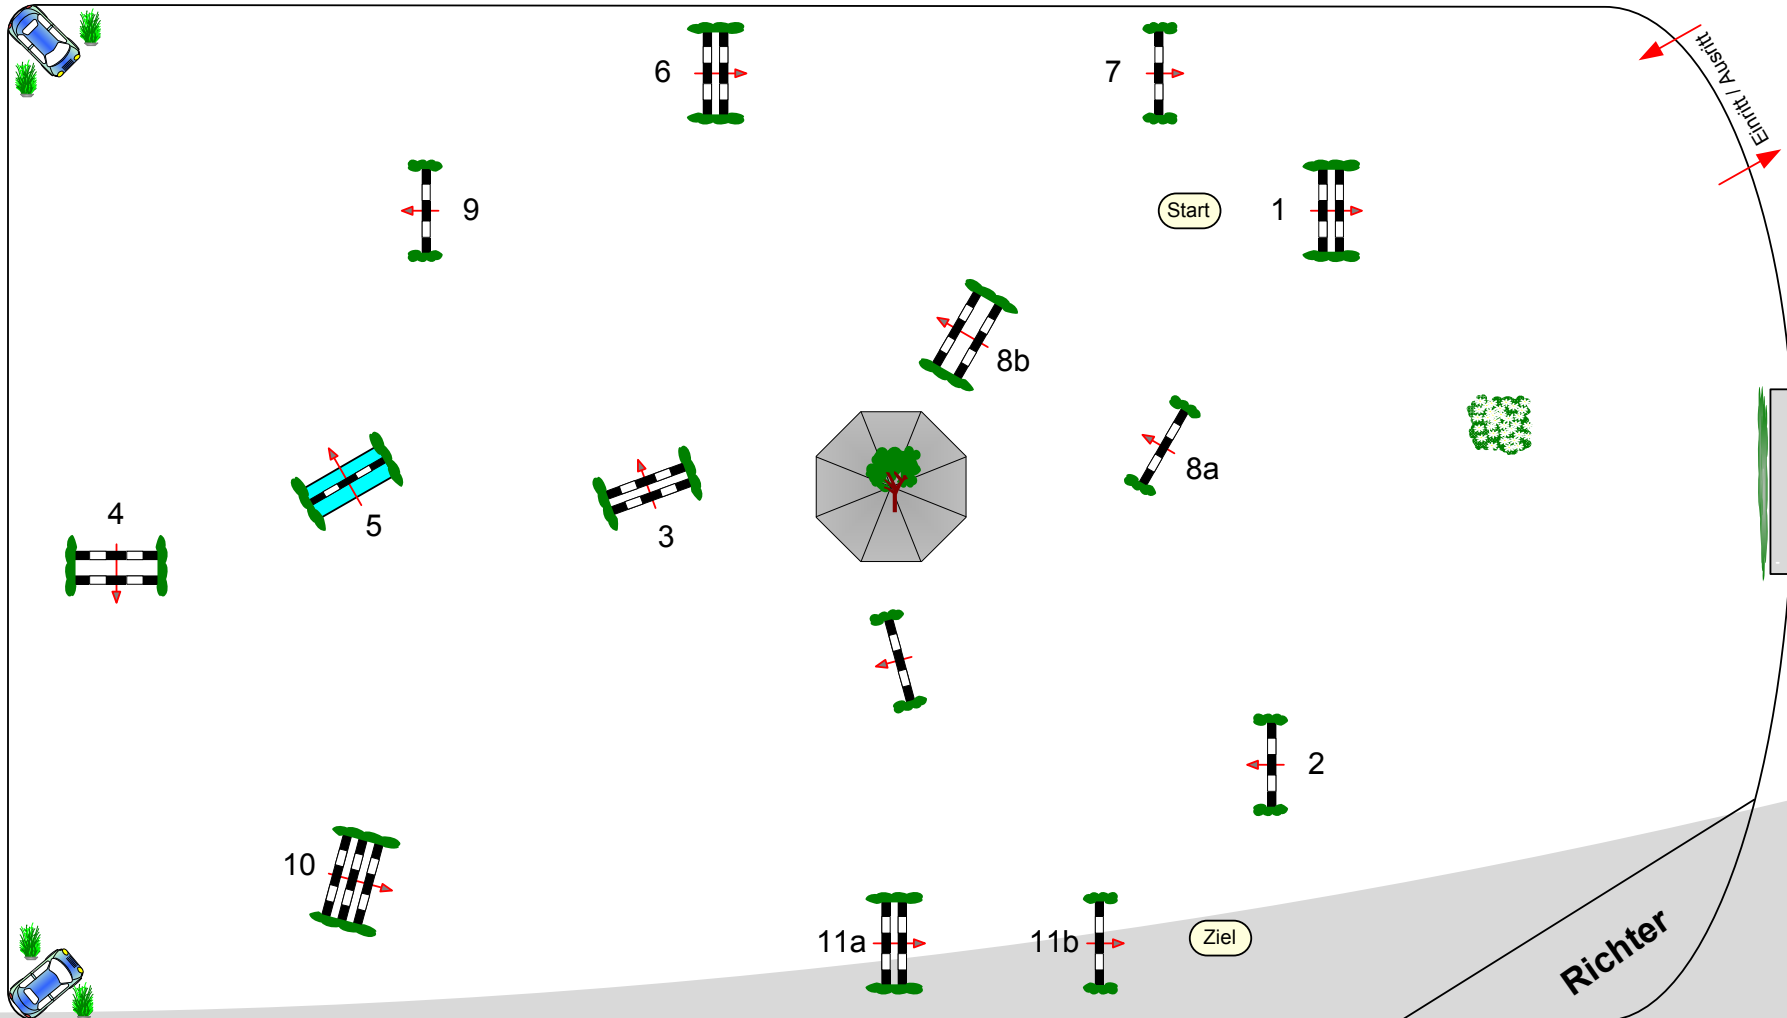 6
7
Einritt / Ausritt
9
Start
1
8b
8a
4
5
3
2
10
11a
11b
Ziel
Richter